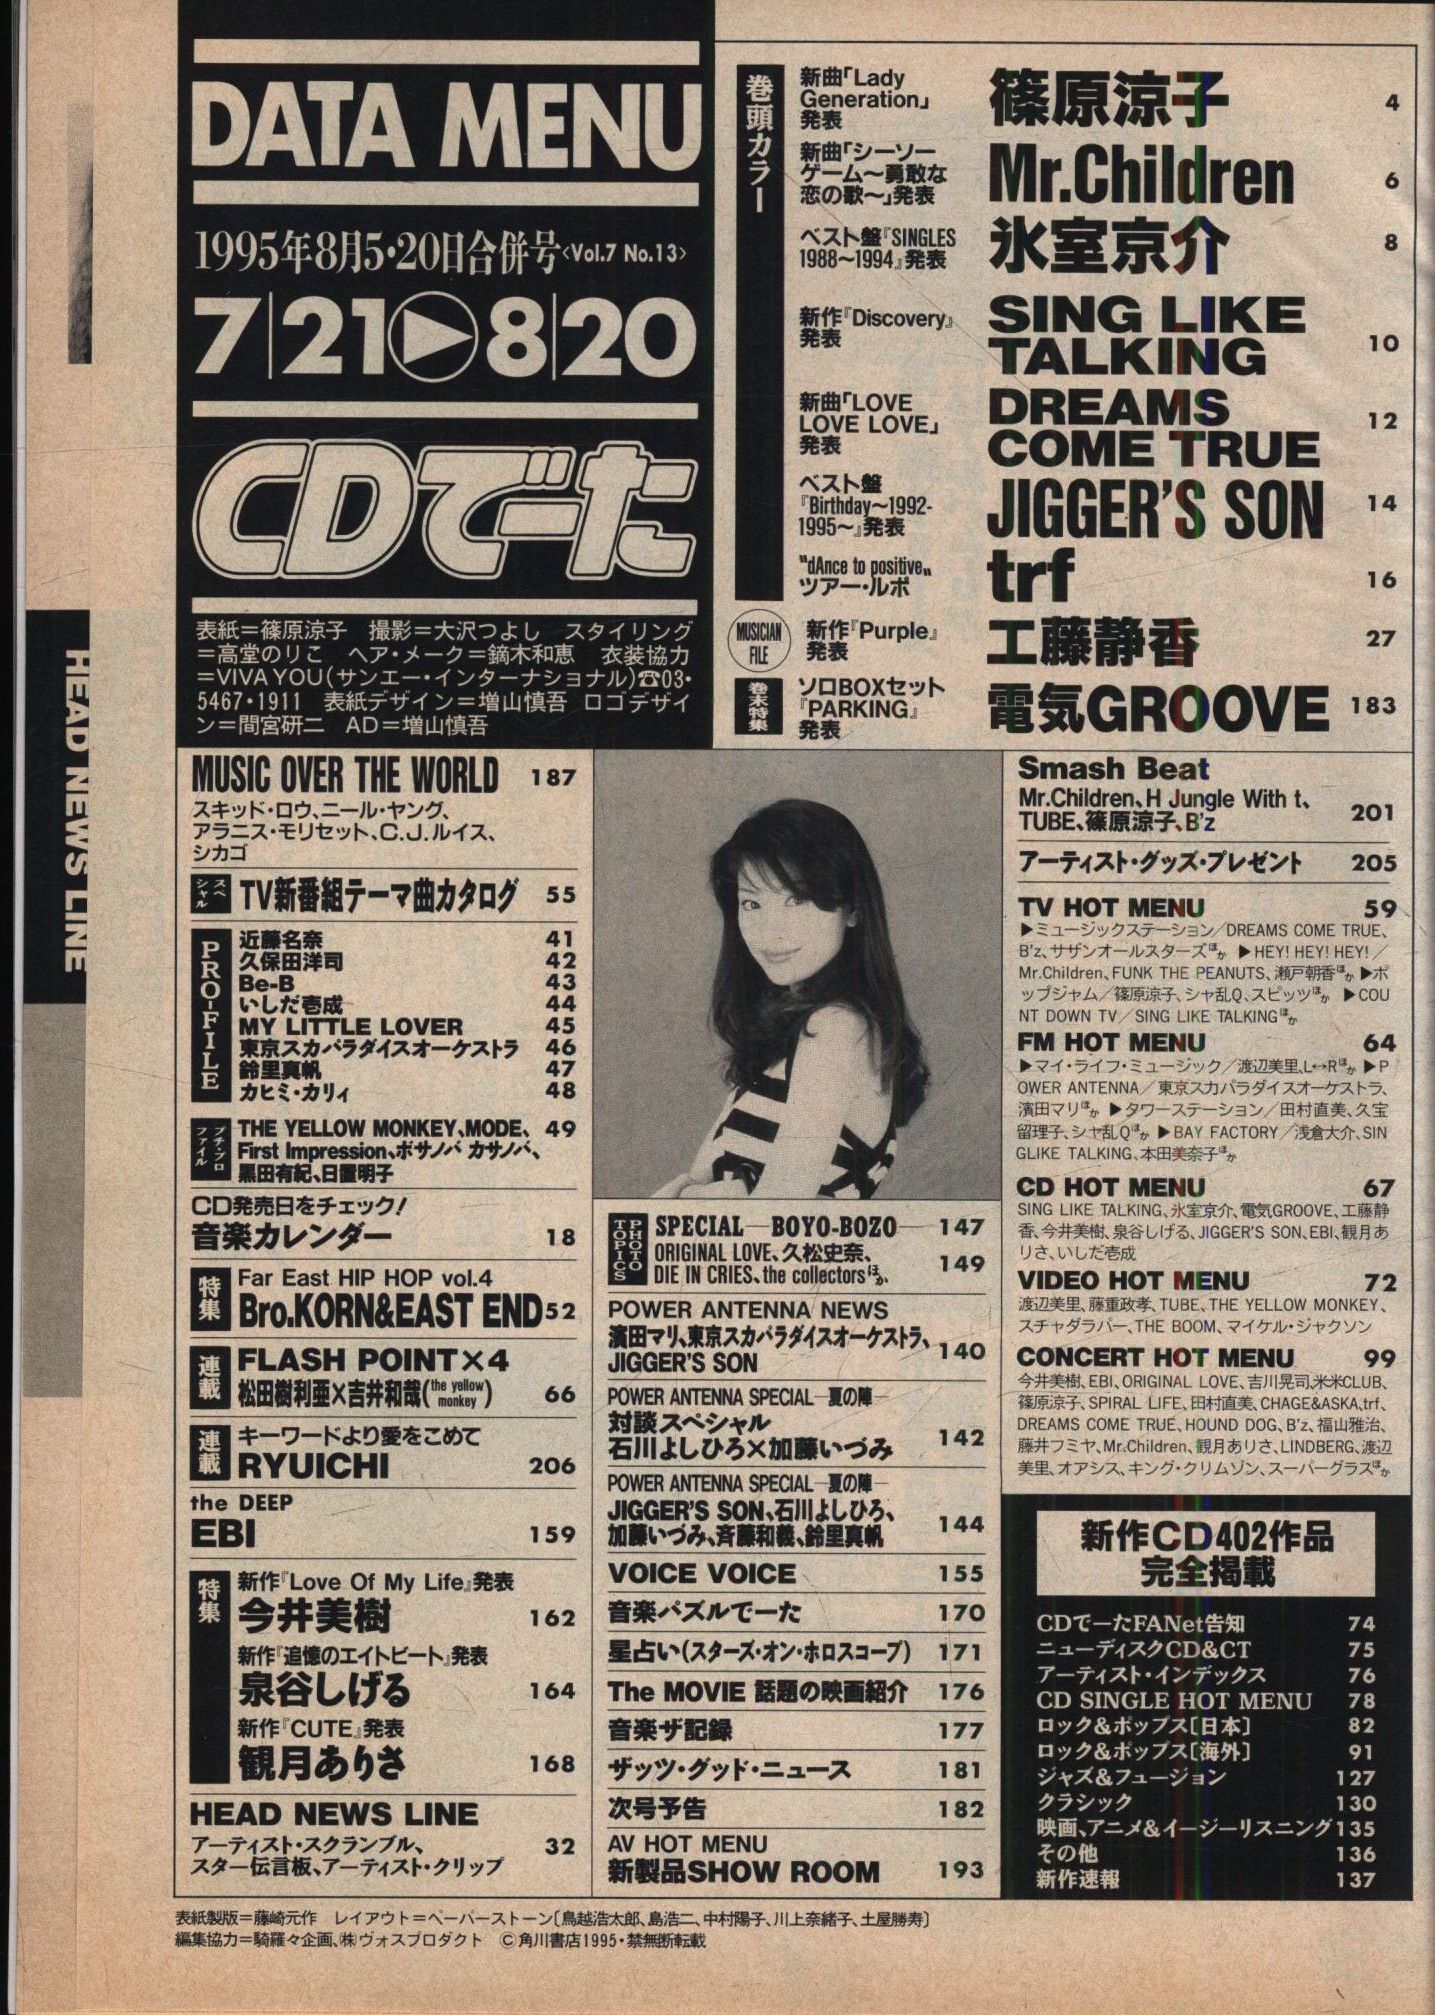 DATA MENU
1995年8月5・20日合併号<Vol.7 No.13>
7|21▶8|20
CDでーた
表紙=篠原涼子　撮影=大沢つよし　スタイリング
=高堂のりこ　ヘア・メーク=鏑木和恵　衣装協力
=VIVA YOU(サンエー・インターナショナル)☎03・
5467・1911　表紙デザイン=増山慎吾 ロゴデザイ
ン=間宮研二　AD=増山慎吾
巻頭カラー
新曲「Lady
Generation」
発表
篠原涼子 4
新曲「シーソー
ゲーム〜勇敢な
恋の歌〜」発表
Mr.Children 6
ベスト盤『SINGLES
1988〜1994』発表
氷室京介 8
新作『Discovery』
発表
SING LIKE
TALKING 10
新曲「LOVE
LOVE LOVE」
発表
DREAMS
COME TRUE 12
ベスト盤
『Birthday〜1992-
1995〜』発表
JIGGER'S SON 14
"dAnce to positive"
ツアー・ルポ
trf 16
MUSICIAN
FILE
新作『Purple』
発表
工藤静香 27
巻末特集
ソロBOXセット
『PARKING』
発表
電気GROOVE 183
HEAD NEWS LINE
MUSIC OVER THE WORLD 187
スキッド・ロウ、ニール・ヤング、
アラニス・モリセット、C.J.ルイス、
シカゴ
スペシャル
TV新番組テーマ曲カタログ 55
PRO-FILE
近藤名奈 41
久保田洋司 42
Be-B 43
いしだ壱成 44
MY LITTLE LOVER 45
東京スカパラダイスオーケストラ 46
鈴里真帆 47
カヒミ・カリィ 48
プチ・プロファイル
THE YELLOW MONKEY、MODE、 49
First Impression、ボサノバ カサノバ、
黒田有紀、日置明子
CD発売日をチェック!
音楽カレンダー 18
特集
Far East HIP HOP vol.4
Bro.KORN&EAST END 52
連載
FLASH POINT×4
松田樹利亜×吉井和哉(the yellow monkey) 66
連載
キーワードより愛をこめて
RYUICHI 206
the DEEP
EBI 159
特集
新作『Love Of My Life』発表
今井美樹 162
新作『追憶のエイトビート』発表
泉谷しげる 164
新作『CUTE』発表
観月ありさ 168
HEAD NEWS LINE
アーティスト・スクランブル、 32
スター伝言板、アーティスト・クリップ
PHOTO TOPICS
SPECIAL—BOYO-BOZO— 147
ORIGINAL LOVE、久松史奈、
DIE IN CRIES、the collectorsほか 149
POWER ANTENNA NEWS
濱田マリ、東京スカパラダイスオーケストラ、
JIGGER'S SON 140
POWER ANTENNA SPECIAL—夏の陣—
対談スペシャル
石川よしひろ×加藤いづみ 142
POWER ANTENNA SPECIAL—夏の陣—
JIGGER'S SON、石川よしひろ、
加藤いづみ、斉藤和義、鈴里真帆 144
VOICE VOICE 155
音楽パズルでーた 170
星占い(スターズ・オン・ホロスコープ) 171
The MOVIE 話題の映画紹介 176
音楽ザ記録 177
ザッツ・グッド・ニュース 181
次号予告 182
AV HOT MENU
新製品SHOW ROOM 193
Smash Beat
Mr.Children、H Jungle With t、
TUBE、篠原涼子、B'z 201
アーティスト・グッズ・プレゼント 205
TV HOT MENU 59
▶ミュージックステーション/DREAMS COME TRUE、
B'z、サザンオールスターズほか ▶HEY! HEY! HEY!/
Mr.Children、FUNK THE PEANUTS、瀬戸朝香ほか ▶ポ
ップジャム/篠原涼子、シャ乱Q、スピッツほか ▶COU
NT DOWN TV/SING LIKE TALKINGほか
FM HOT MENU 64
▶マイ・ライフ・ミュージック/渡辺美里、L↔Rほか ▶P
OWER ANTENNA/東京スカパラダイスオーケストラ、
濱田マリほか ▶タワーステーション/田村直美、久宝
留理子、シャ乱Qほか ▶BAY FACTORY/浅倉大介、SIN
GLIKE TALKING、本田美奈子ほか
CD HOT MENU 67
SING LIKE TALKING、氷室京介、電気GROOVE、工藤静
香、今井美樹、泉谷しげる、JIGGER'S SON、EBI、観月あ
りさ、いしだ壱成
VIDEO HOT MENU 72
渡辺美里、藤重政孝、TUBE、THE YELLOW MONKEY、
スチャダラパー、THE BOOM、マイケル・ジャクソン
CONCERT HOT MENU 99
今井美樹、EBI、ORIGINAL LOVE、吉川晃司、米米CLUB、
篠原涼子、SPIRAL LIFE、田村直美、CHAGE&ASKA、trf、
DREAMS COME TRUE、HOUND DOG、B'z、福山雅治、
藤井フミヤ、Mr.Children、観月ありさ、LINDBERG、渡辺
美里、オアシス、キング・クリムゾン、スーパーグラスほか
新作CD402作品
完全掲載
CDでーたFANet告知 74
ニューディスクCD&CT 75
アーティスト・インデックス 76
CD SINGLE HOT MENU 78
ロック&ポップス[日本] 82
ロック&ポップス[海外] 91
ジャズ&フュージョン 127
クラシック 130
映画、アニメ&イージーリスニング 135
その他 136
新作速報 137
表紙製版=藤崎元作　レイアウト=ペーパーストーン〔鳥越浩太郎、島浩二、中村陽子、川上奈緒子、土屋勝寿〕
編集協力=騎羅々企画、㈱ヴォスプロダクト　©角川書店1995・禁無断転載